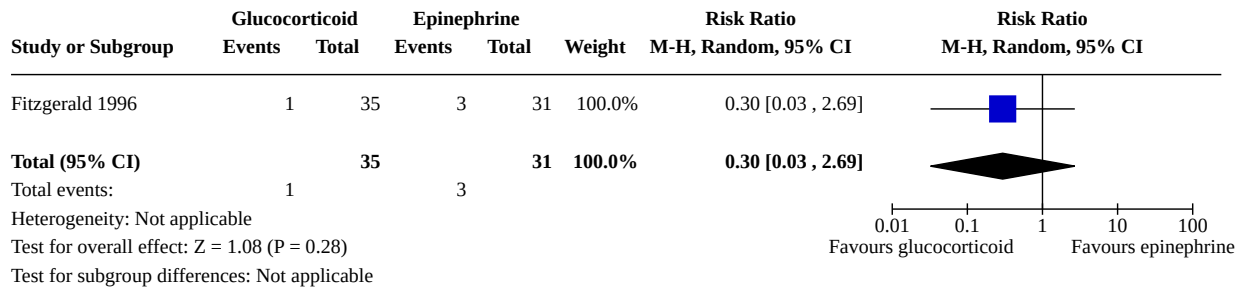 Glucocorticoid Epinephrine Risk Ratio Risk Ratio
Study or Subgroup Events Total Events Total Weight M-H, Random, 95% CI M-H, Random, 95% CI
Fitzgerald 1996 1 35 3 31 100.0% 0.30 [0.03 , 2.69]
Total (95% CI) 35 31 100.0% 0.30 [0.03 , 2.69]
Total events: 1 3
Heterogeneity: Not applicable
0.01 0.1 1 10 100
Test for overall effect: Z = 1.08 (P = 0.28) Favours glucocorticoid Favours epinephrine
Test for subgroup differences: Not applicable